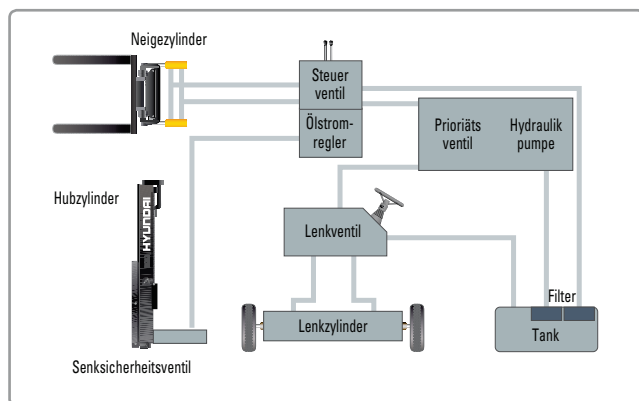 Neigezylinder
Steuer
ventil
Ölstrom-
regler
Prioriäts
ventil
Hydraulik
pumpe
Hubzylinder
HYUNDAI
Lenkventil
Filter
Lenkzylinder
Tank
Senksicherheitsventil